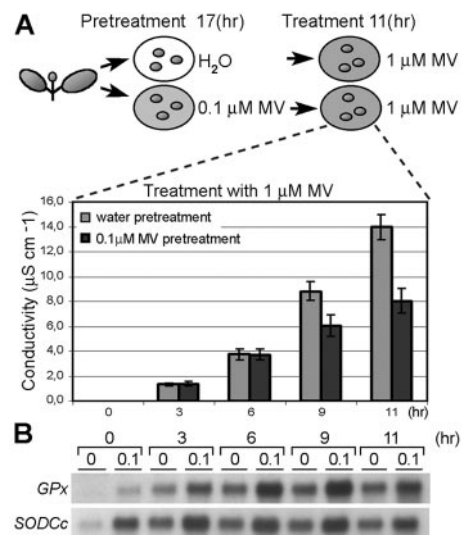 A
Pretreatment 17(hr)
Treatment 11(hr)
H₂O
1 µM MV
0.1 µM MV
1 µM MV
Treatment with 1 µM MV
water pretreatment
0.1µM MV pretreatment
Conductivity (µS cm ⁻¹)
16,0
14,0
12,0
10,0
8,0
6,0
4,0
2,0
0,0
0 3 6 9 11 (hr)
B
0 3 6 9 11 (hr)
0 0.1 0 0.1 0 0.1 0 0.1 0 0.1
GPx
SODCc